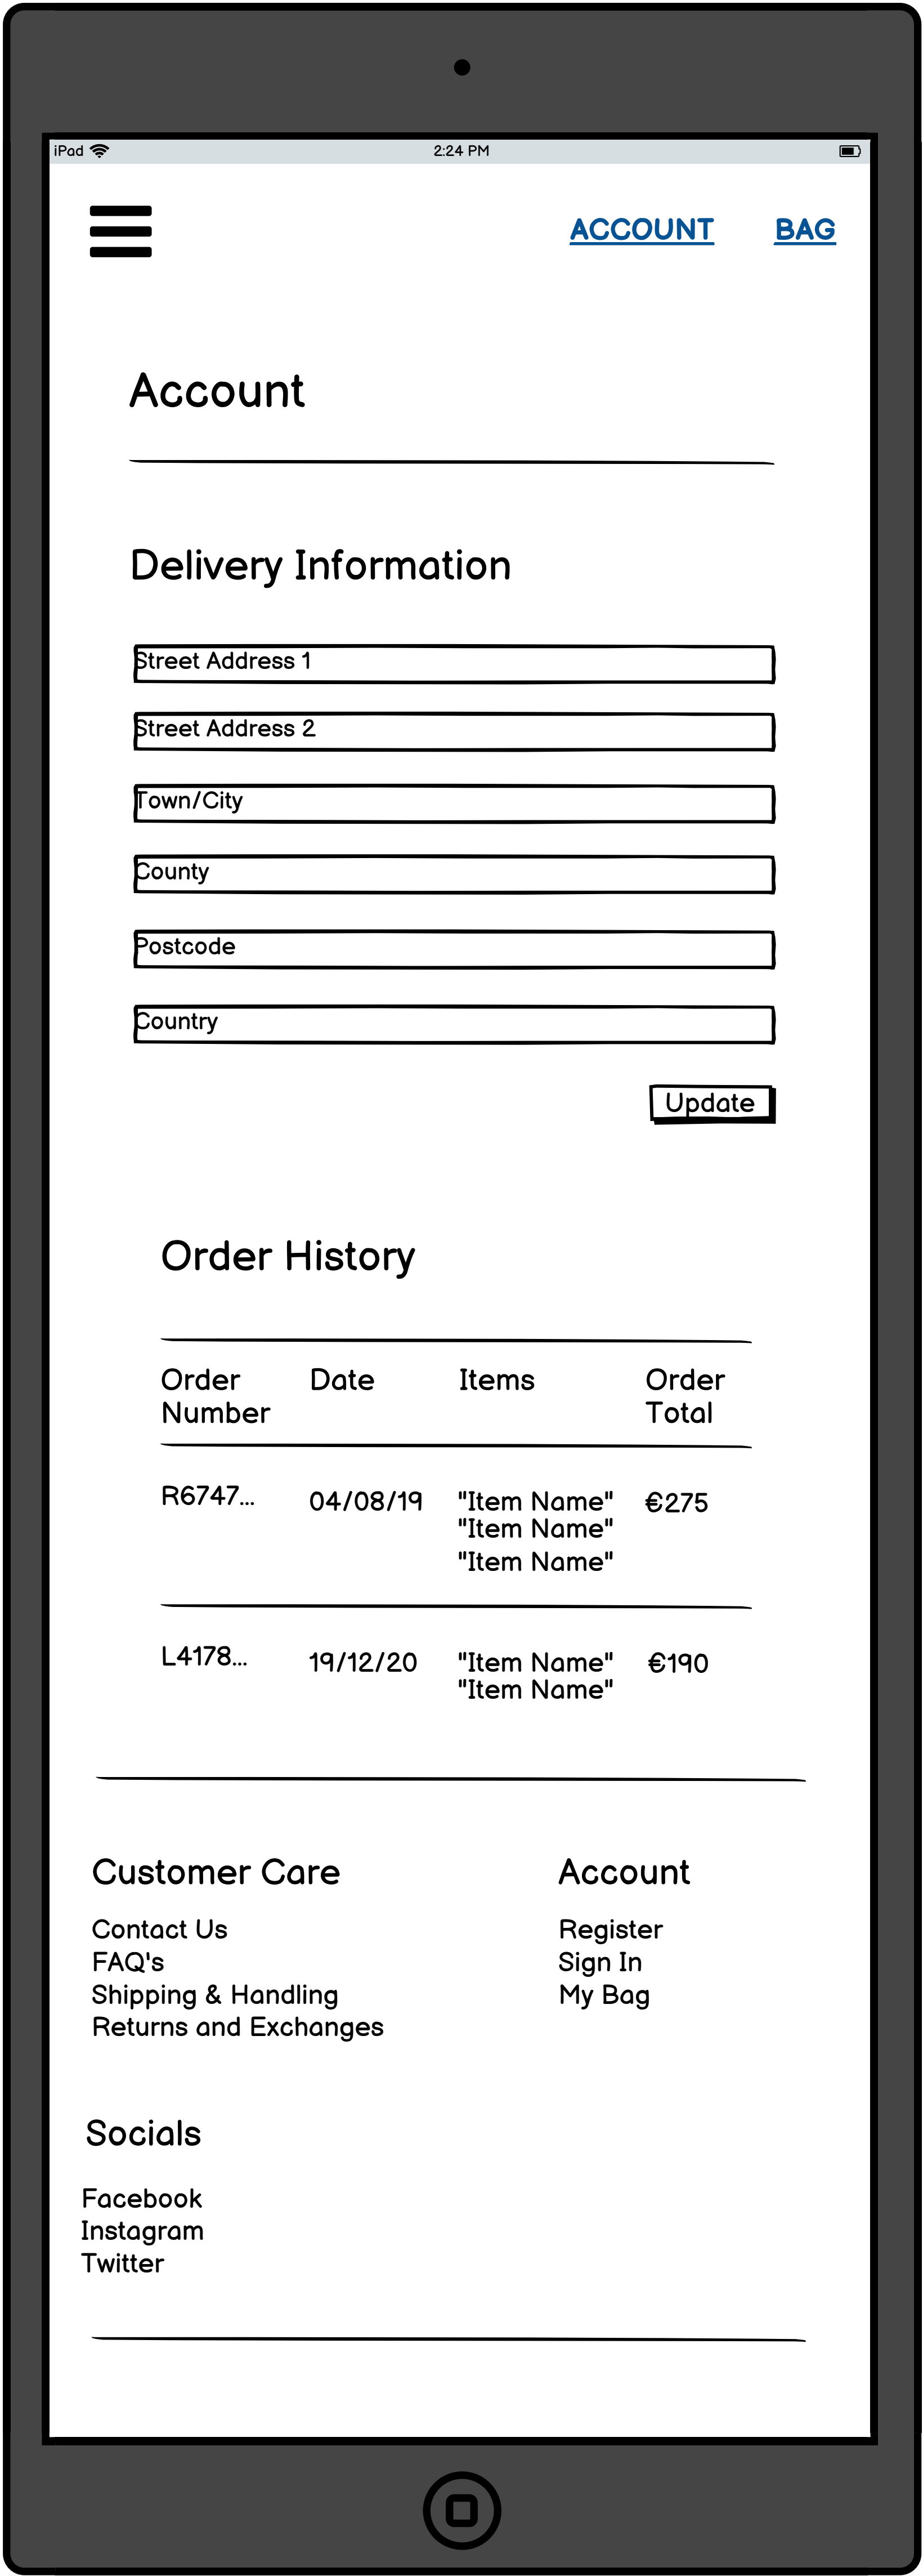 iPad 2:24 PM
ACCOUNT BAG
Account
Delivery Information
Street Address 1
Street Address 2
Town/City
County
Postcode
Country
Update
Order History
Order Number Date Items Order Total
R6747... 04/08/19 "Item Name" €275
"Item Name"
"Item Name"
L4178... 19/12/20 "Item Name" €190
"Item Name"
Customer Care
Contact Us
FAQ's
Shipping & Handling
Returns and Exchanges
Account
Register
Sign In
My Bag
Socials
Facebook
Instagram
Twitter